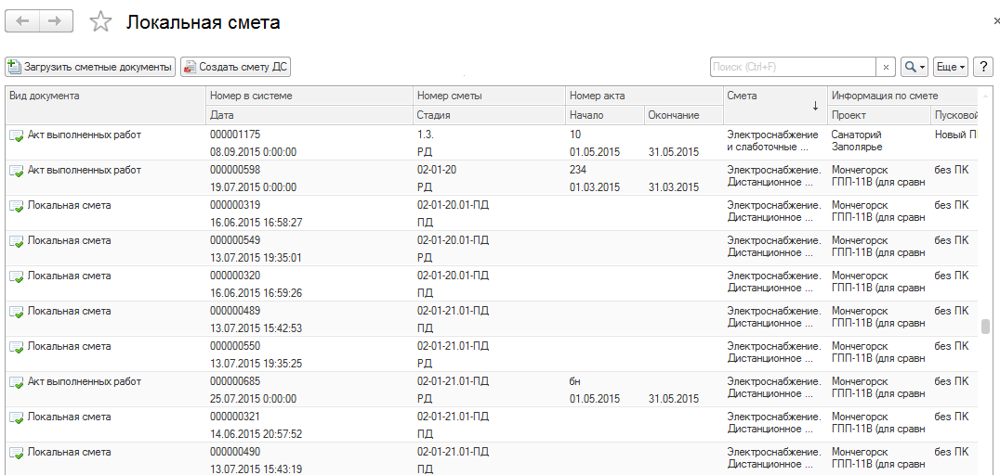 Локальная смета
Загрузить сметные документы Создать смету ДС Поиск (Ctrl+F) × Еще ?
Вид документа Номер в системе Номер сметы Номер акта Смета ↓ Информация по смете
Дата Стадия Начало Окончание Проект Пусковой
Акт выполненных работ 000001175 1.3. 10 Электроснабжение Санаторий Новый П
08.09.2015 0:00:00 РД 01.05.2015 31.05.2015 и слаботочные ... Заполярье
Акт выполненных работ 000000598 02-01-20 234 Электроснабжение. Мончегорск без ПК
19.07.2015 0:00:00 РД 01.03.2015 31.03.2015 Дистанционное ... ГПП-11В (для сравн
Локальная смета 000000319 02-01-20.01-ПД Электроснабжение. Мончегорск без ПК
16.06.2015 16:58:27 ПД Дистанционное ... ГПП-11В (для сравн
Локальная смета 000000549 02-01-20.01-ПД Электроснабжение. Мончегорск без ПК
13.07.2015 19:35:01 РД Дистанционное ... ГПП-11В (для сравн
Локальная смета 000000320 02-01-20.01-ПД Электроснабжение. Мончегорск без ПК
16.06.2015 16:59:26 ПД Дистанционное ... ГПП-11В (для сравн
Локальная смета 000000489 02-01-21.01-ПД Электроснабжение. Мончегорск без ПК
13.07.2015 15:42:53 ПД Дистанционное ... ГПП-11В (для сравн
Локальная смета 000000550 02-01-21.01-ПД Электроснабжение. Мончегорск без ПК
13.07.2015 19:35:25 РД Дистанционное ... ГПП-11В (для сравн
Акт выполненных работ 000000685 02-01-21.01-ПД бн Электроснабжение. Мончегорск без ПК
25.07.2015 0:00:00 РД 01.05.2015 31.05.2015 Дистанционное ... ГПП-11В (для сравн
Локальная смета 000000321 02-01-21.01-ПД Электроснабжение. Мончегорск без ПК
14.06.2015 20:57:52 ПД Дистанционное ... ГПП-11В (для сравн
Локальная смета 000000490 02-01-21.01-ПД Электроснабжение. Мончегорск без ПК
13.07.2015 15:43:19 ПД Дистанционное ... ГПП-11В (для сравн